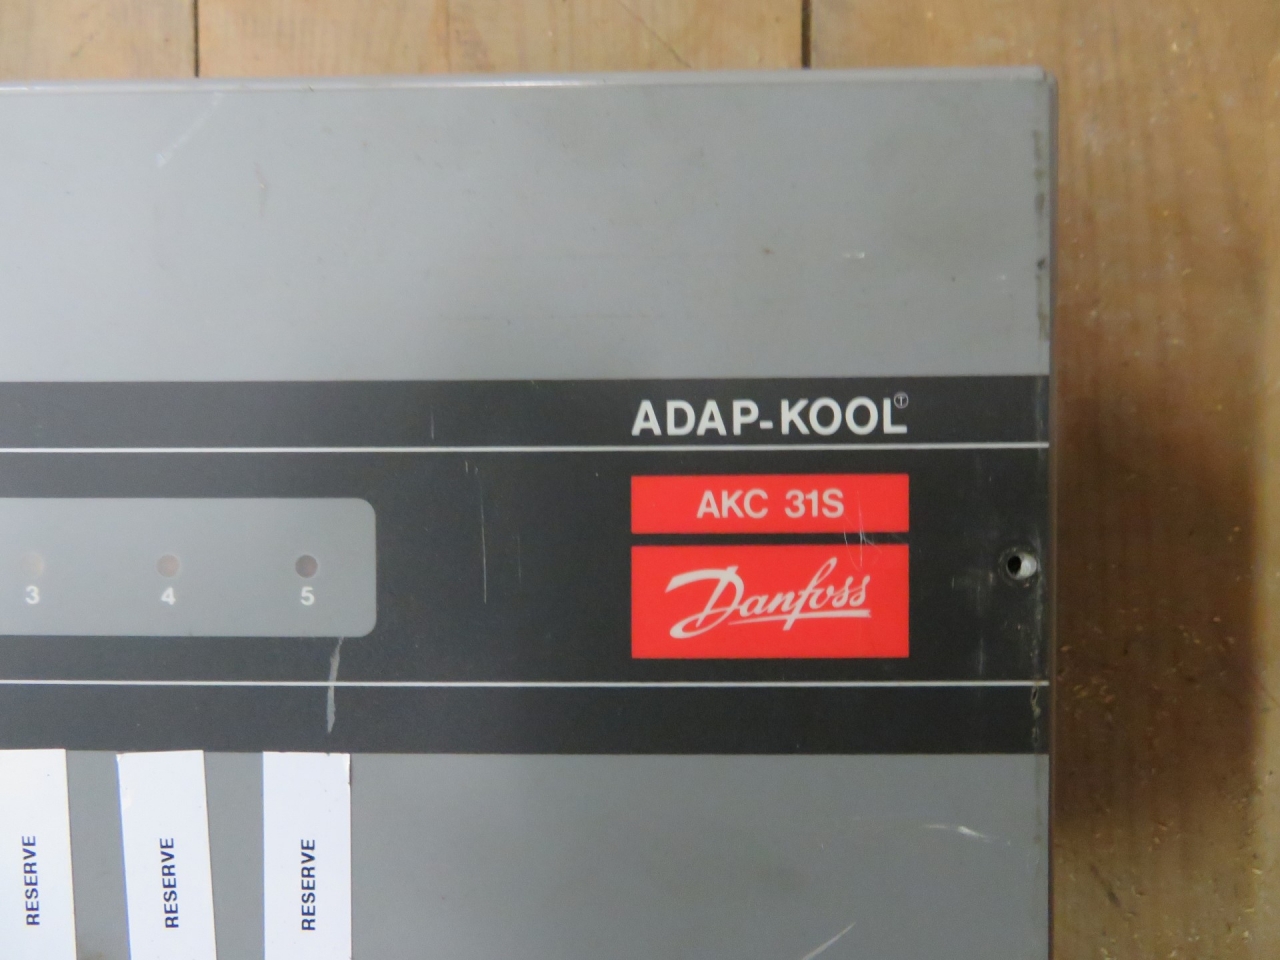 ADAP-KOOL
AKC 31S
Danfoss
3 4 5
RESERVE
RESERVE
RESERVE